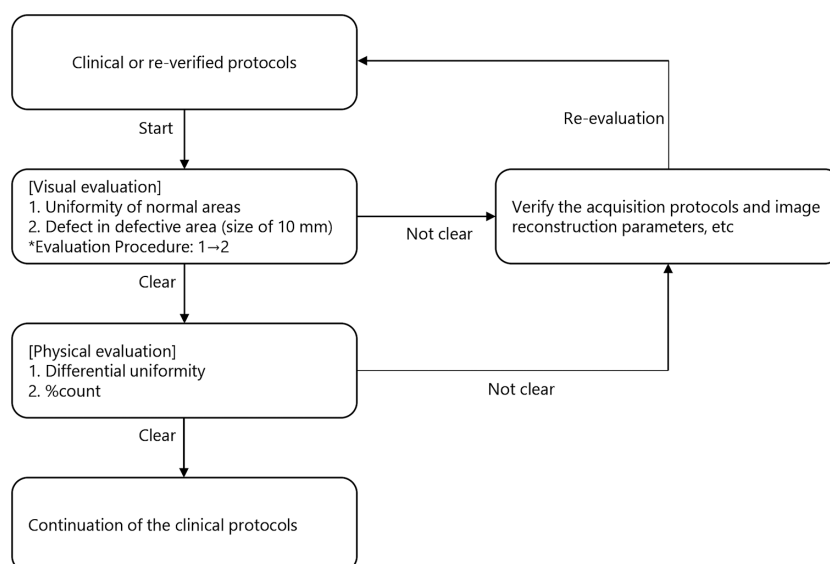 Clinical or re-verified protocols
Start
Re-evaluation
[Visual evaluation]
1. Uniformity of normal areas
2. Defect in defective area (size of 10 mm)
*Evaluation Procedure: 1→2
Not clear
Verify the acquisition protocols and image
reconstruction parameters, etc
Clear
[Physical evaluation]
1. Differential uniformity
2. %count
Not clear
Clear
Continuation of the clinical protocols